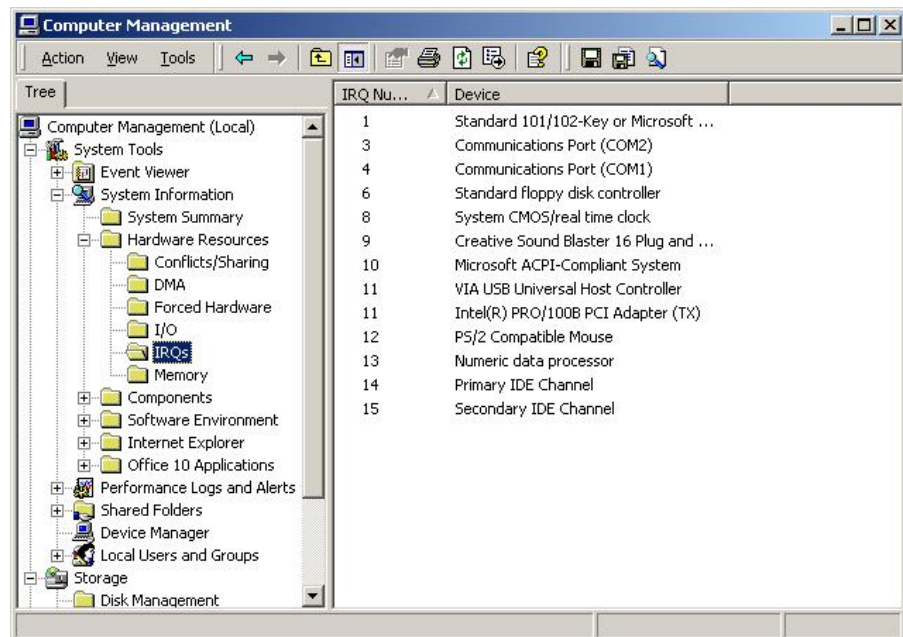 Computer Management
Action View Tools
Tree
Computer Management (Local)
System Tools
Event Viewer
System Information
System Summary
Hardware Resources
Conflicts/Sharing
DMA
Forced Hardware
I/O
IRQs
Memory
Components
Software Environment
Internet Explorer
Office 10 Applications
Performance Logs and Alerts
Shared Folders
Device Manager
Local Users and Groups
Storage
Disk Management
IRQ Nu... Device
1 Standard 101/102-Key or Microsoft ...
3 Communications Port (COM2)
4 Communications Port (COM1)
6 Standard floppy disk controller
8 System CMOS/real time clock
9 Creative Sound Blaster 16 Plug and ...
10 Microsoft ACPI-Compliant System
11 VIA USB Universal Host Controller
11 Intel(R) PRO/100B PCI Adapter (TX)
12 PS/2 Compatible Mouse
13 Numeric data processor
14 Primary IDE Channel
15 Secondary IDE Channel